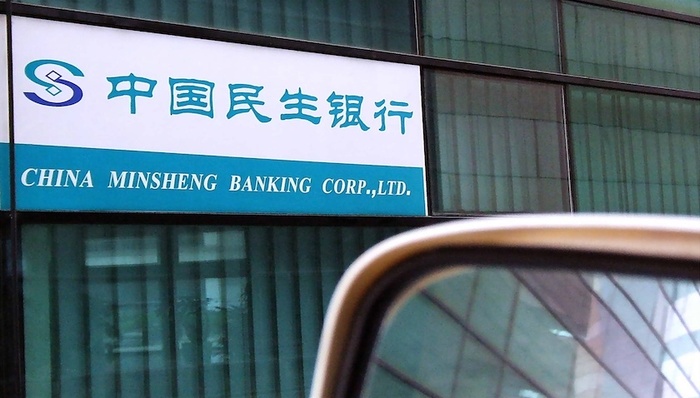 中国民生银行
CHINA MINSHENG BANKING CORP.,LTD.